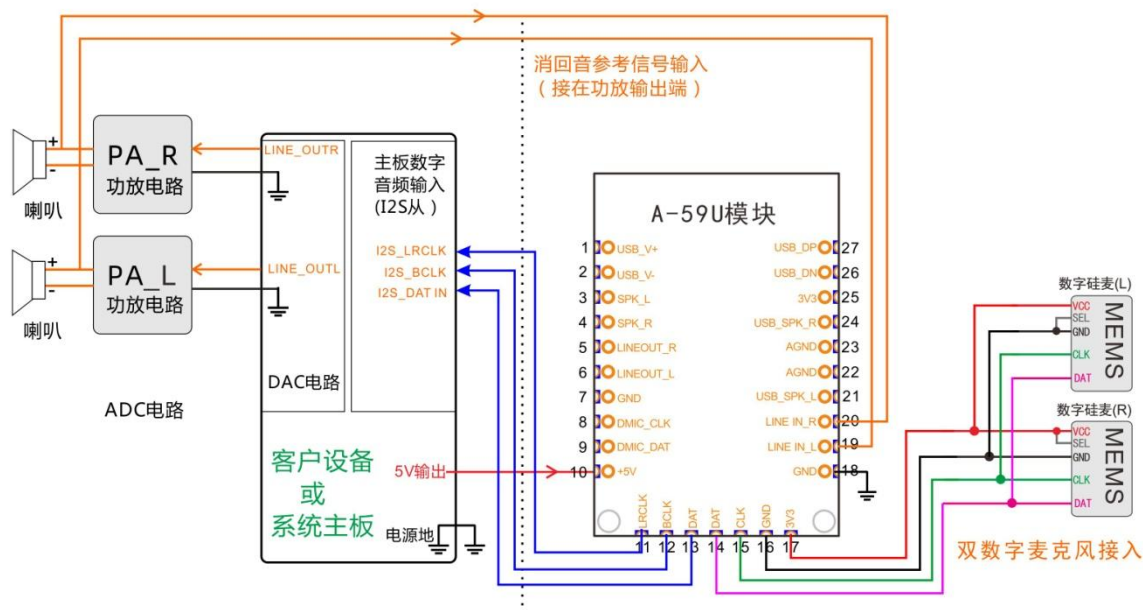 消回音参考信号输入
（接在功放输出端）
+
-
喇叭
PA_R
功放电路
LINE_OUTR
主板数字
音频输入
(I2S从）
I2S_LRCLK
I2S_BCLK
I2S_DAT IN
+
-
喇叭
PA_L
功放电路
LINE_OUTL
DAC电路
ADC电路
客户设备
或
系统主板
5V输出
电源地
A-59U模块
1 USB_V+
2 USB_V-
3 SPK_L
4 SPK_R
5 LINEOUT_R
6 LINEOUT_L
7 GND
8 DMIC_CLK
9 DMIC_DAT
10 +5V
USB_DP 27
USB_DN 26
3V3 25
USB_SPK_R 24
AGND 23
AGND 22
USB_SPK_L 21
LINE IN_R 20
LINE IN_L 19
GND 18
LRCLK
BCLK
DAT
DAT
CLK
GND
3V3
11 12 13 14 15 16 17
数字硅麦(L)
VCC
SEL
GND
CLK
DAT
MEMS
数字硅麦(R)
VCC
SEL
GND
CLK
DAT
MEMS
双数字麦克风接入